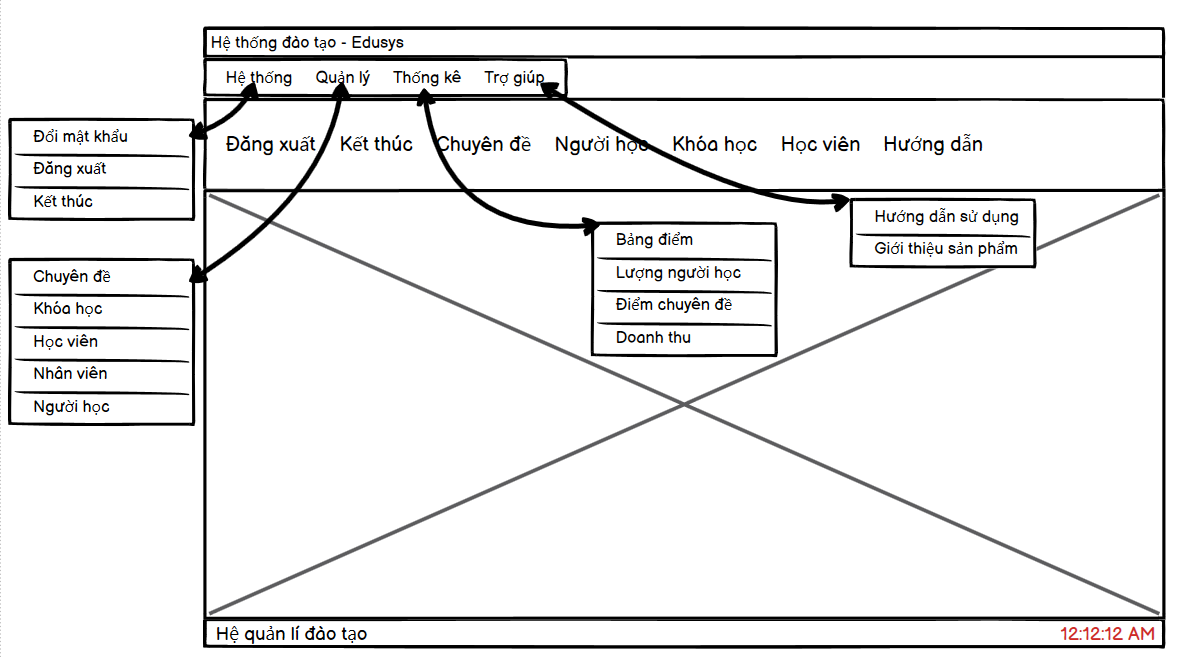 Hệ thống đào tạo - Edusys
Hệ thống Quản lý Thống kê Trợ giúp
Đăng xuất Kết thúc Chuyên đề Người học Khóa học Học viên Hướng dẫn
Đổi mật khẩu
Đăng xuất
Kết thúc
Chuyên đề
Khóa học
Học viên
Nhân viên
Người học
Bảng điểm
Lượng người học
Điểm chuyên đề
Doanh thu
Hướng dẫn sử dụng
Giới thiệu sản phẩm
Hệ quản lí đào tạo 12:12:12 AM